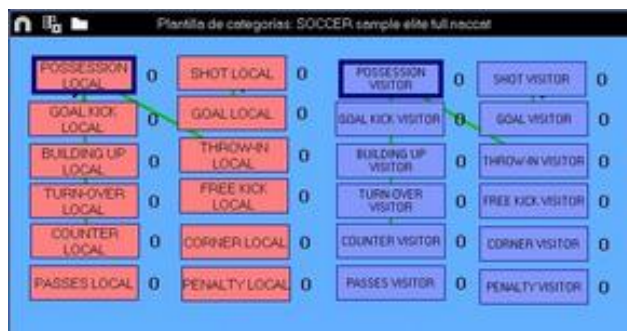 Plantilla de categorias: SOCCER sample elite full.naccat
POSSESSION LOCAL 0 SHOT LOCAL 0 POSSESSION VISITOR 0 SHOT VISITOR 0
GOAL KICK LOCAL 0 GOAL LOCAL 0 GOAL KICK VISITOR 0 GOAL VISITOR 0
BUILDING UP LOCAL 0 THROW-IN LOCAL 0 BUILDING UP VISITOR 0 THROW-IN VISITOR 0
TURN-OVER LOCAL 0 FREE KICK LOCAL 0 TURN-OVER VISITOR 0 FREE KICK VISITOR 0
COUNTER LOCAL 0 CORNER LOCAL 0 COUNTER VISITOR 0 CORNER VISITOR 0
PASSES LOCAL 0 PENALTY LOCAL 0 PASSES VISITOR 0 PENALTY VISITOR 0